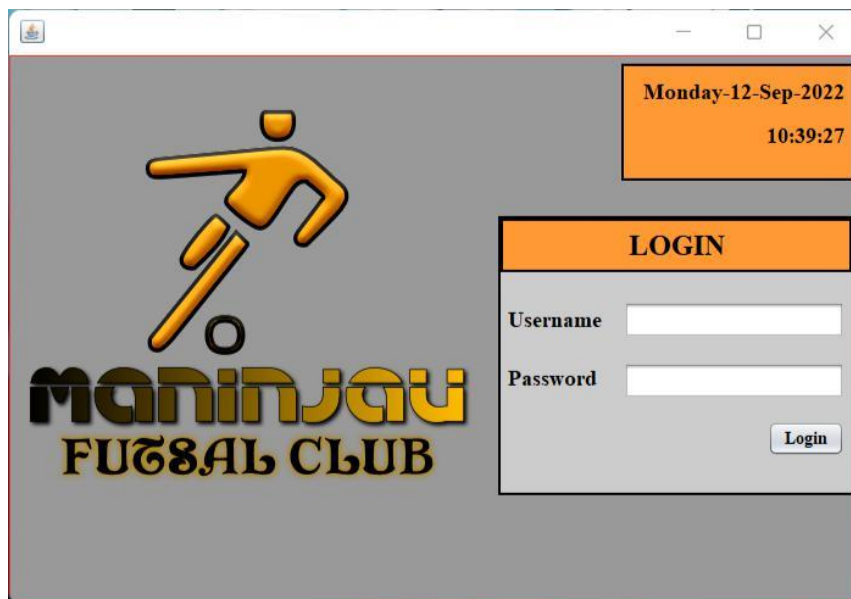 Monday-12-Sep-2022
10:39:27
LOGIN
Username
Password
Login
MANINJAU
FUTSAL CLUB